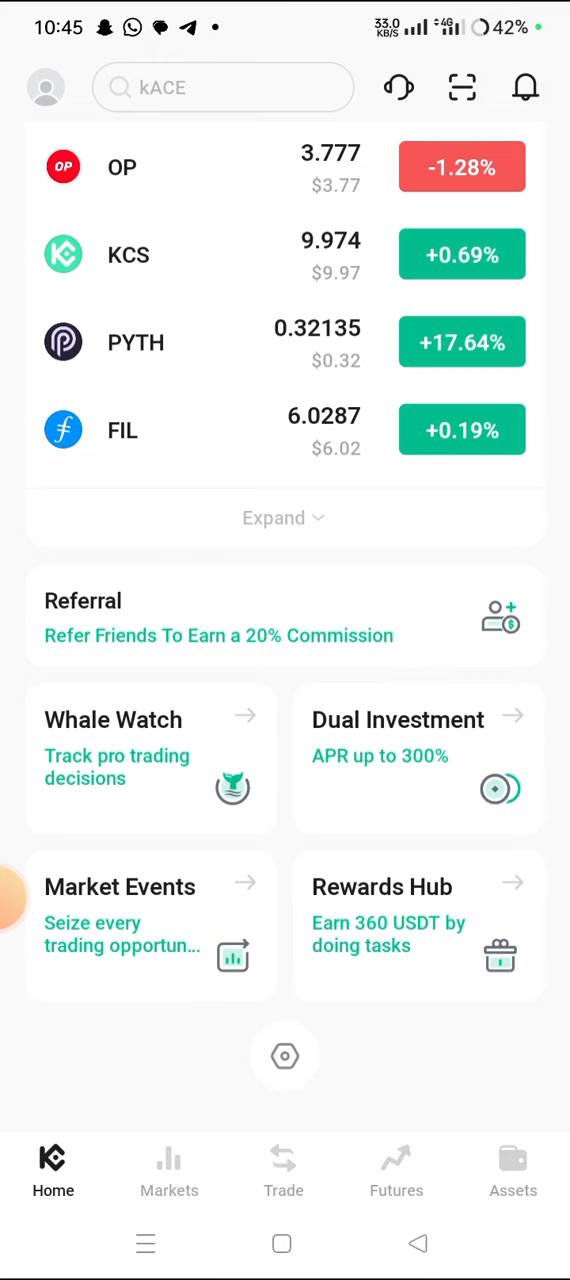 10:45 33.0 KB/S 4G 42%
kACE
OP OP 3.777 -1.28%
$3.77
KCS 9.974 +0.69%
$9.97
PYTH 0.32135 +17.64%
$0.32
FIL 6.0287 +0.19%
$6.02
Expand
Referral
Refer Friends To Earn a 20% Commission
Whale Watch
Track pro trading
decisions
Dual Investment
APR up to 300%
Market Events
Seize every
trading opportun...
Rewards Hub
Earn 360 USDT by
doing tasks
Home Markets Trade Futures Assets